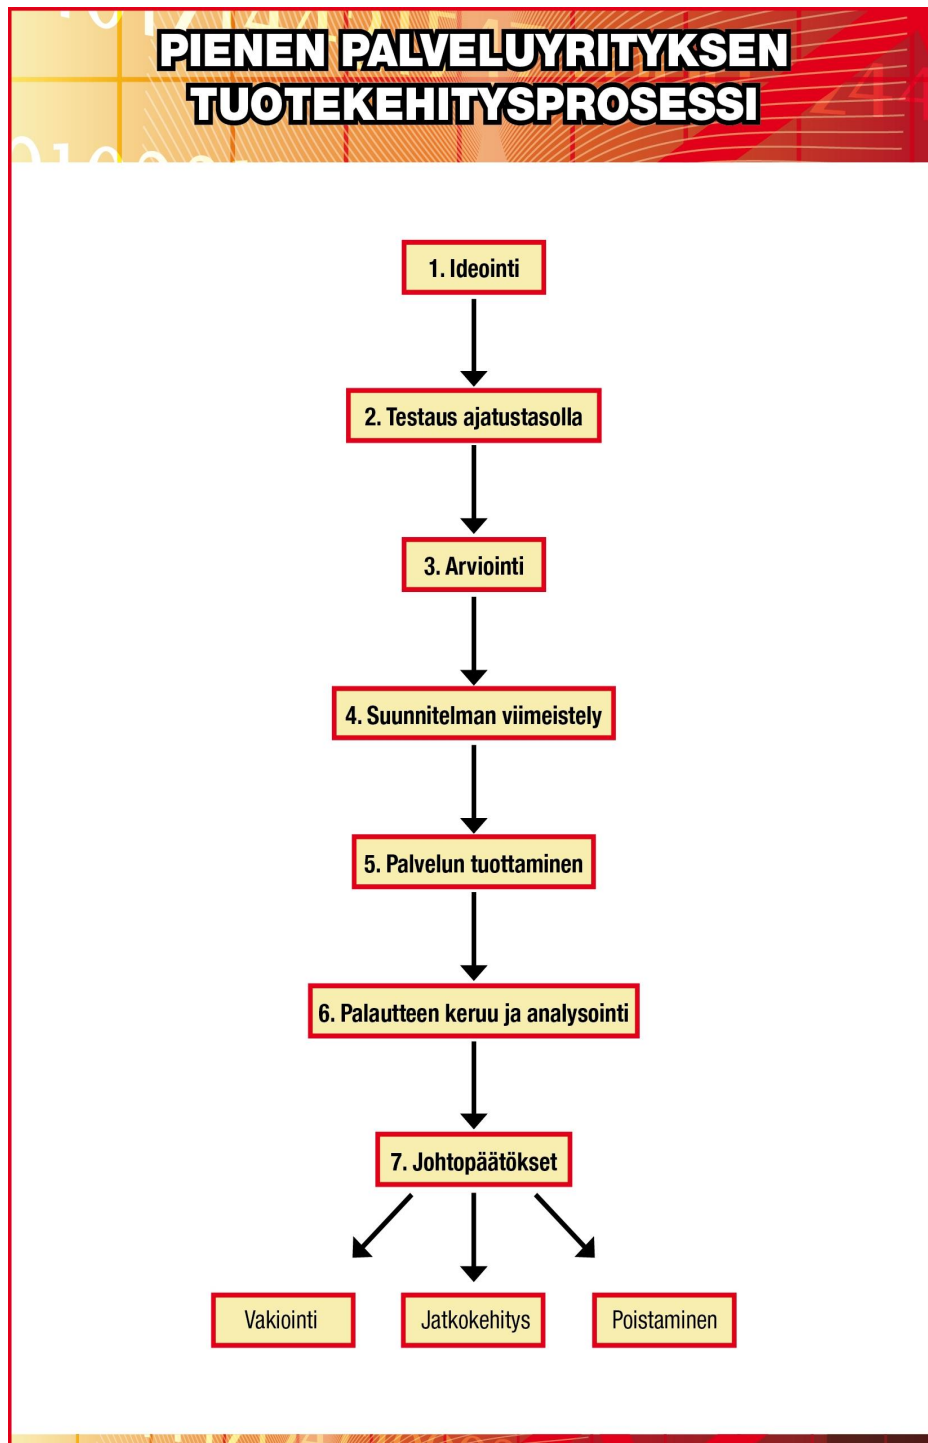 PIENEN PALVELUYRITYKSEN
TUOTEKEHITYSPROSESSI
1. Ideointi
2. Testaus ajatustasolla
3. Arviointi
4. Suunnitelman viimeistely
5. Palvelun tuottaminen
6. Palautteen keruu ja analysointi
7. Johtopäätökset
Vakiointi
Jatkokehitys
Poistaminen